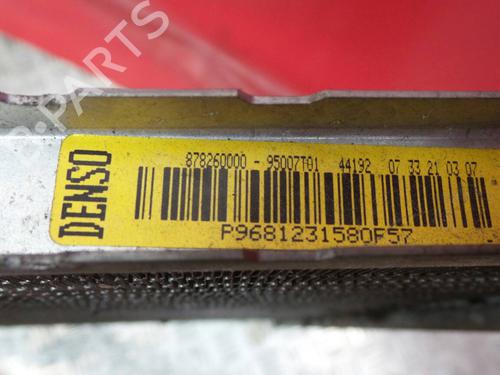 B-PARTS
DENSO
878260000 - 95007T01 44192 07 33 21 03 07
P9681231580F57